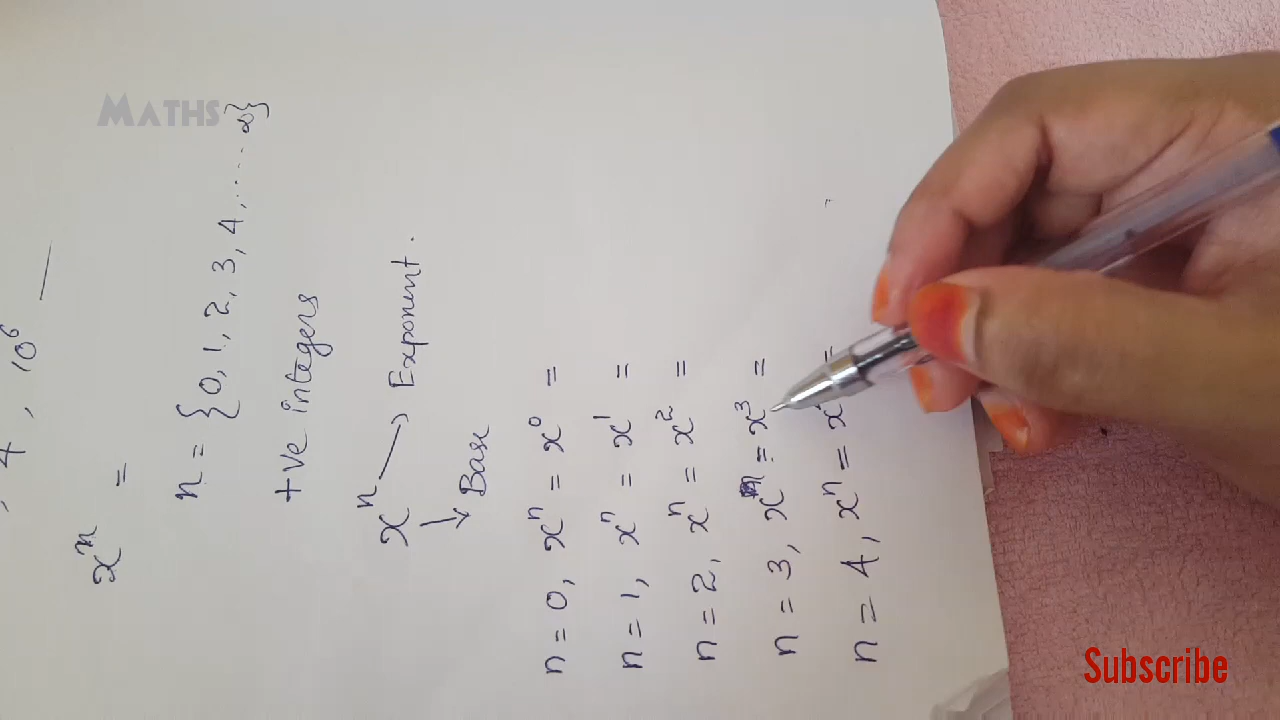 , 4 , 10⁶ —
xⁿ =
n = {0, 1, 2, 3, 4, ..... ∞}
+ve integers
xⁿ → Exponent.
↓ Base
n = 0, xⁿ = x⁰ =
n = 1, xⁿ = x¹ =
n = 2, xⁿ = x² =
n = 3, xⁿ = x³ =
n = 4, xⁿ = x =
MATHS
Subscribe